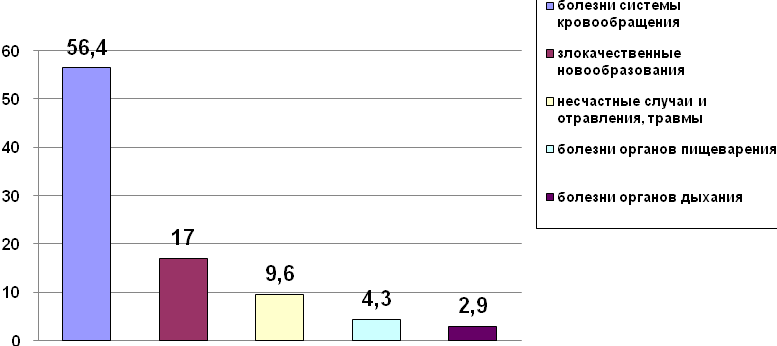 болезни системы
кровообращения
злокачественные
новообразования
несчастные случаи и
отравления, травмы
болезни органов пищеварения
болезни органов дыхания
60
50
40
30
20
10
0
56,4
17
9,6
4,3
2,9